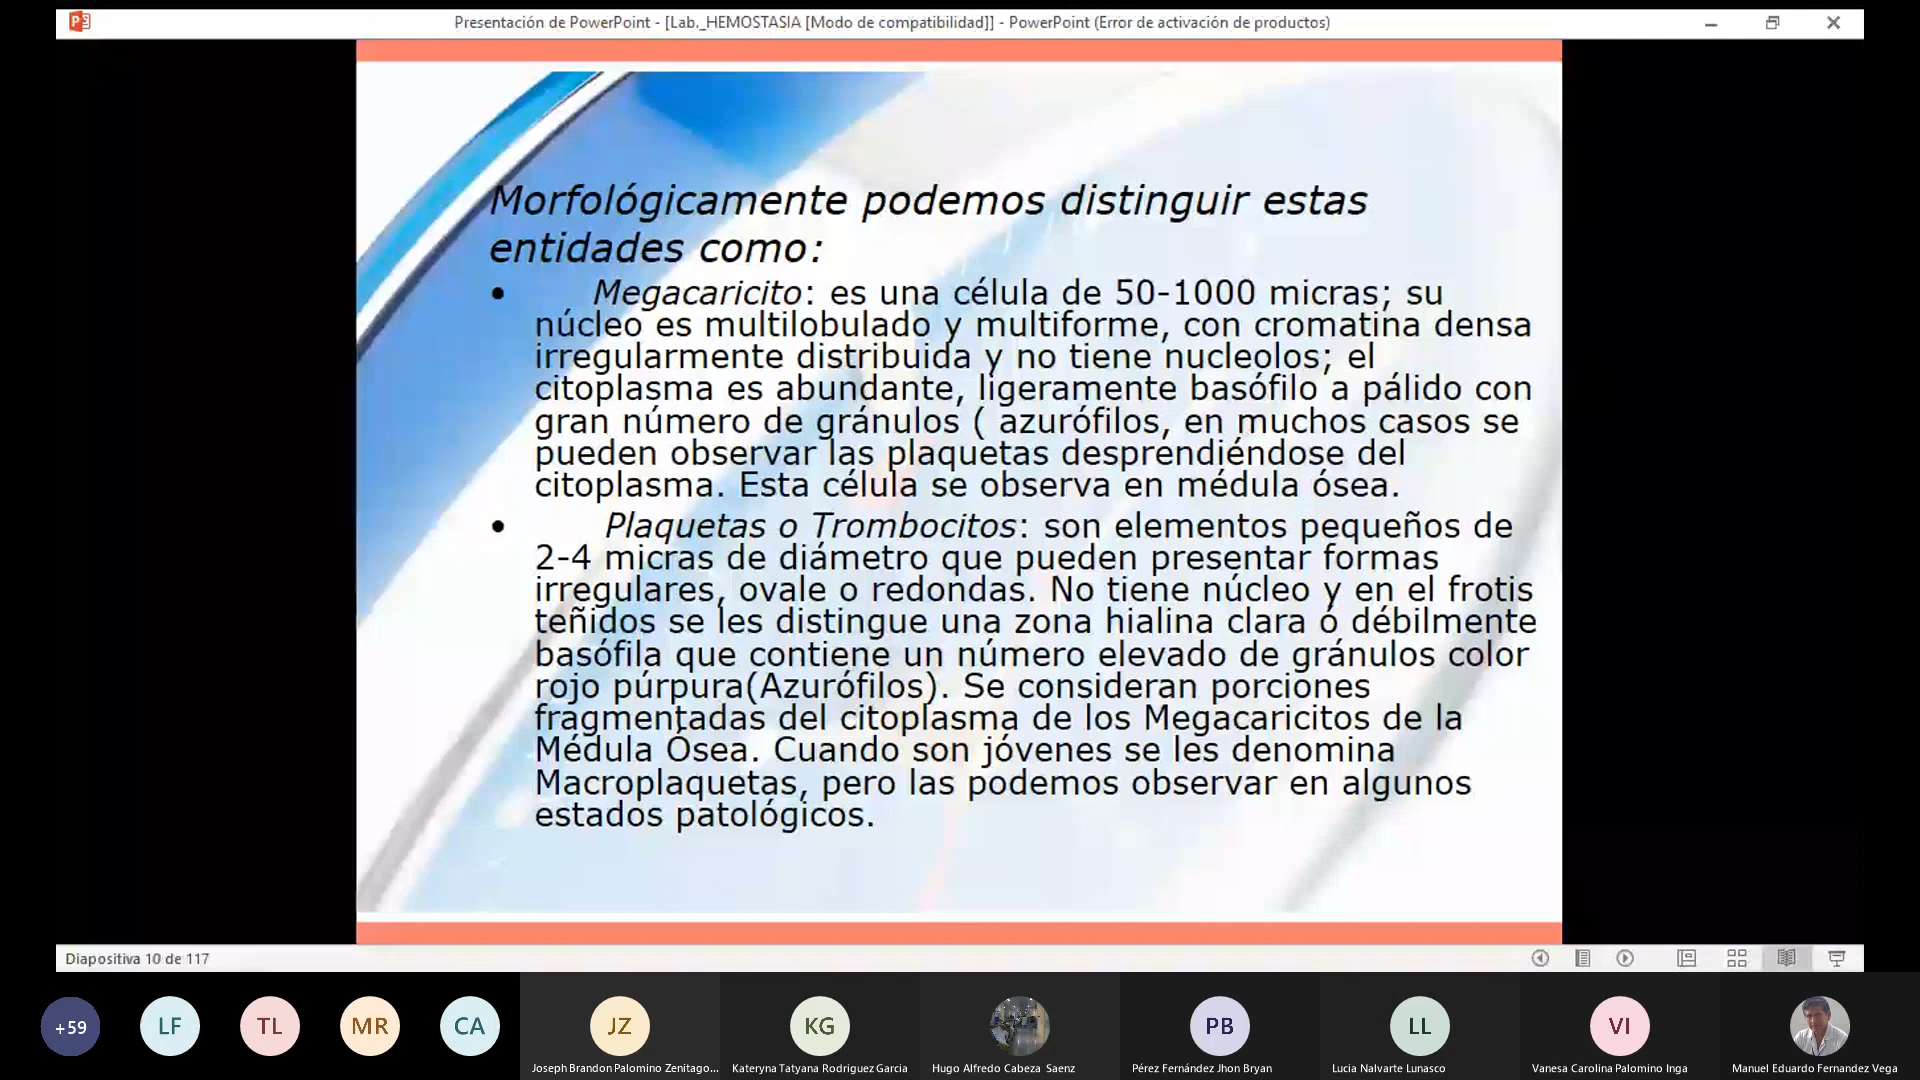 Presentación de PowerPoint - [Lab._HEMOSTASIA [Modo de compatibilidad]] - PowerPoint (Error de activación de productos)
Morfológicamente podemos distinguir estas
entidades como:
• Megacaricito: es una célula de 50-1000 micras; su
núcleo es multilobulado y multiforme, con cromatina densa
irregularmente distribuida y no tiene nucleolos; el
citoplasma es abundante, ligeramente basófilo a pálido con
gran número de gránulos ( azurófilos, en muchos casos se
pueden observar las plaquetas desprendiéndose del
citoplasma. Esta célula se observa en médula ósea.
• Plaquetas o Trombocitos: son elementos pequeños de
2-4 micras de diámetro que pueden presentar formas
irregulares, ovale o redondas. No tiene núcleo y en el frotis
teñidos se les distingue una zona hialina clara ó débilmente
basófila que contiene un número elevado de gránulos color
rojo púrpura(Azurófilos). Se consideran porciones
fragmentadas del citoplasma de los Megacaricitos de la
Médula Ósea. Cuando son jóvenes se les denomina
Macroplaquetas, pero las podemos observar en algunos
estados patológicos.
Diapositiva 10 de 117
+59 LF TL MR CA JZ KG PB LL VI
Joseph Brandon Palomino Zenitago... Kateryna Tatyana Rodriguez Garcia Hugo Alfredo Cabeza Saenz Pérez Fernández Jhon Bryan Lucia Nalvarte Lunasco Vanesa Carolina Palomino Inga Manuel Eduardo Fernandez Vega